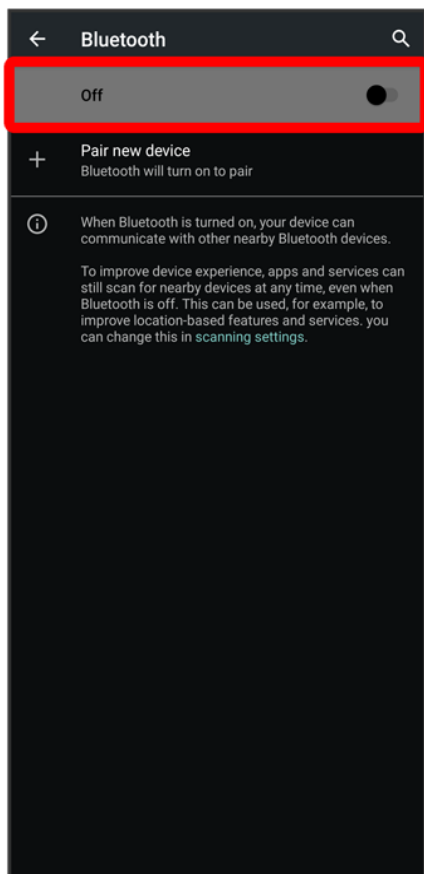 Bluetooth
Off
Pair new device
Bluetooth will turn on to pair
When Bluetooth is turned on, your device can
communicate with other nearby Bluetooth devices.
To improve device experience, apps and services can
still scan for nearby devices at any time, even when
Bluetooth is off. This can be used, for example, to
improve location-based features and services. you
can change this in scanning settings.